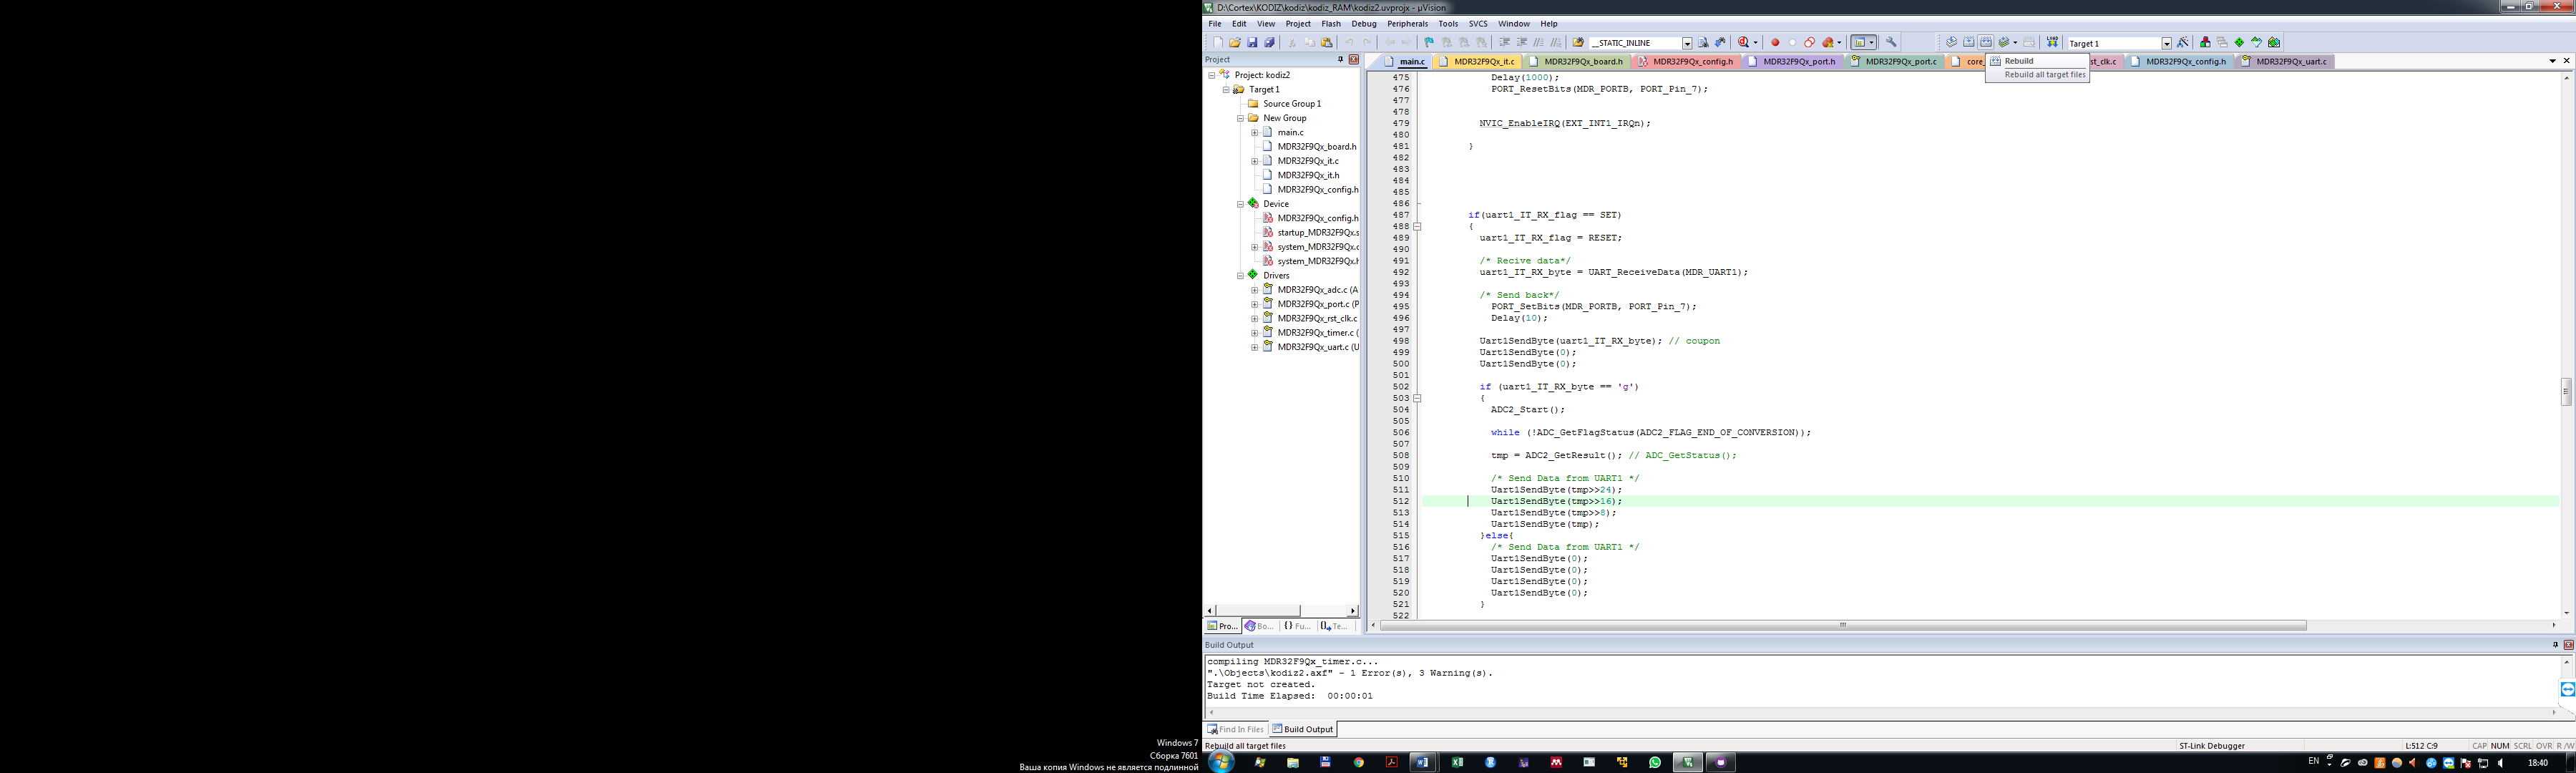 D:\Cortex\KODIZ\kodiz\kodiz_RAM\kodiz2.uvprojx - µVision
File Edit View Project Flash Debug Peripherals Tools SVCS Window Help
__STATIC_INLINE
Target 1
Project
main.c MDR32F9Qx_it.c MDR32F9Qx_board.h MDR32F9Qx_config.h MDR32F9Qx_port.h MDR32F9Qx_port.c core_ st_clk.c MDR32F9Qx_config.h MDR32F9Qx_uart.c
Rebuild
Rebuild all target files
Project: kodiz2
Target 1
Source Group 1
New Group
main.c
MDR32F9Qx_board.h
MDR32F9Qx_it.c
MDR32F9Qx_it.h
MDR32F9Qx_config.h
Device
MDR32F9Qx_config.h
startup_MDR32F9Qx.s
system_MDR32F9Qx.c
system_MDR32F9Qx.h
Drivers
MDR32F9Qx_adc.c (A
MDR32F9Qx_port.c (P
MDR32F9Qx_rst_clk.c
MDR32F9Qx_timer.c (
MDR32F9Qx_uart.c (U
Pro... Bo... {} Fu... Te...
475 Delay(1000);
476 PORT_ResetBits(MDR_PORTB, PORT_Pin_7);
477
478
479 NVIC_EnableIRQ(EXT_INT1_IRQn);
480
481 }
482
483
484
485
486
487 if(uart1_IT_RX_flag == SET)
488 {
489 uart1_IT_RX_flag = RESET;
490
491 /* Recive data*/
492 uart1_IT_RX_byte = UART_ReceiveData(MDR_UART1);
493
494 /* Send back*/
495 PORT_SetBits(MDR_PORTB, PORT_Pin_7);
496 Delay(10);
497
498 Uart1SendByte(uart1_IT_RX_byte); // coupon
499 Uart1SendByte(0);
500 Uart1SendByte(0);
501
502 if (uart1_IT_RX_byte == 'g')
503 {
504 ADC2_Start();
505
506 while (!ADC_GetFlagStatus(ADC2_FLAG_END_OF_CONVERSION));
507
508 tmp = ADC2_GetResult(); // ADC_GetStatus();
509
510 /* Send Data from UART1 */
511 Uart1SendByte(tmp>>24);
512 Uart1SendByte(tmp>>16);
513 Uart1SendByte(tmp>>8);
514 Uart1SendByte(tmp);
515 }else{
516 /* Send Data from UART1 */
517 Uart1SendByte(0);
518 Uart1SendByte(0);
519 Uart1SendByte(0);
520 Uart1SendByte(0);
521 }
522
Build Output
compiling MDR32F9Qx_timer.c...
".\Objects\kodiz2.axf" - 1 Error(s), 3 Warning(s).
Target not created.
Build Time Elapsed:  00:00:01
Find In Files Build Output
Rebuild all target files ST-Link Debugger L:512 C:9 CAP NUM SCRL OVR R/W
Windows 7
Сборка 7601
Ваша копия Windows не является подлинной
EN 18:40